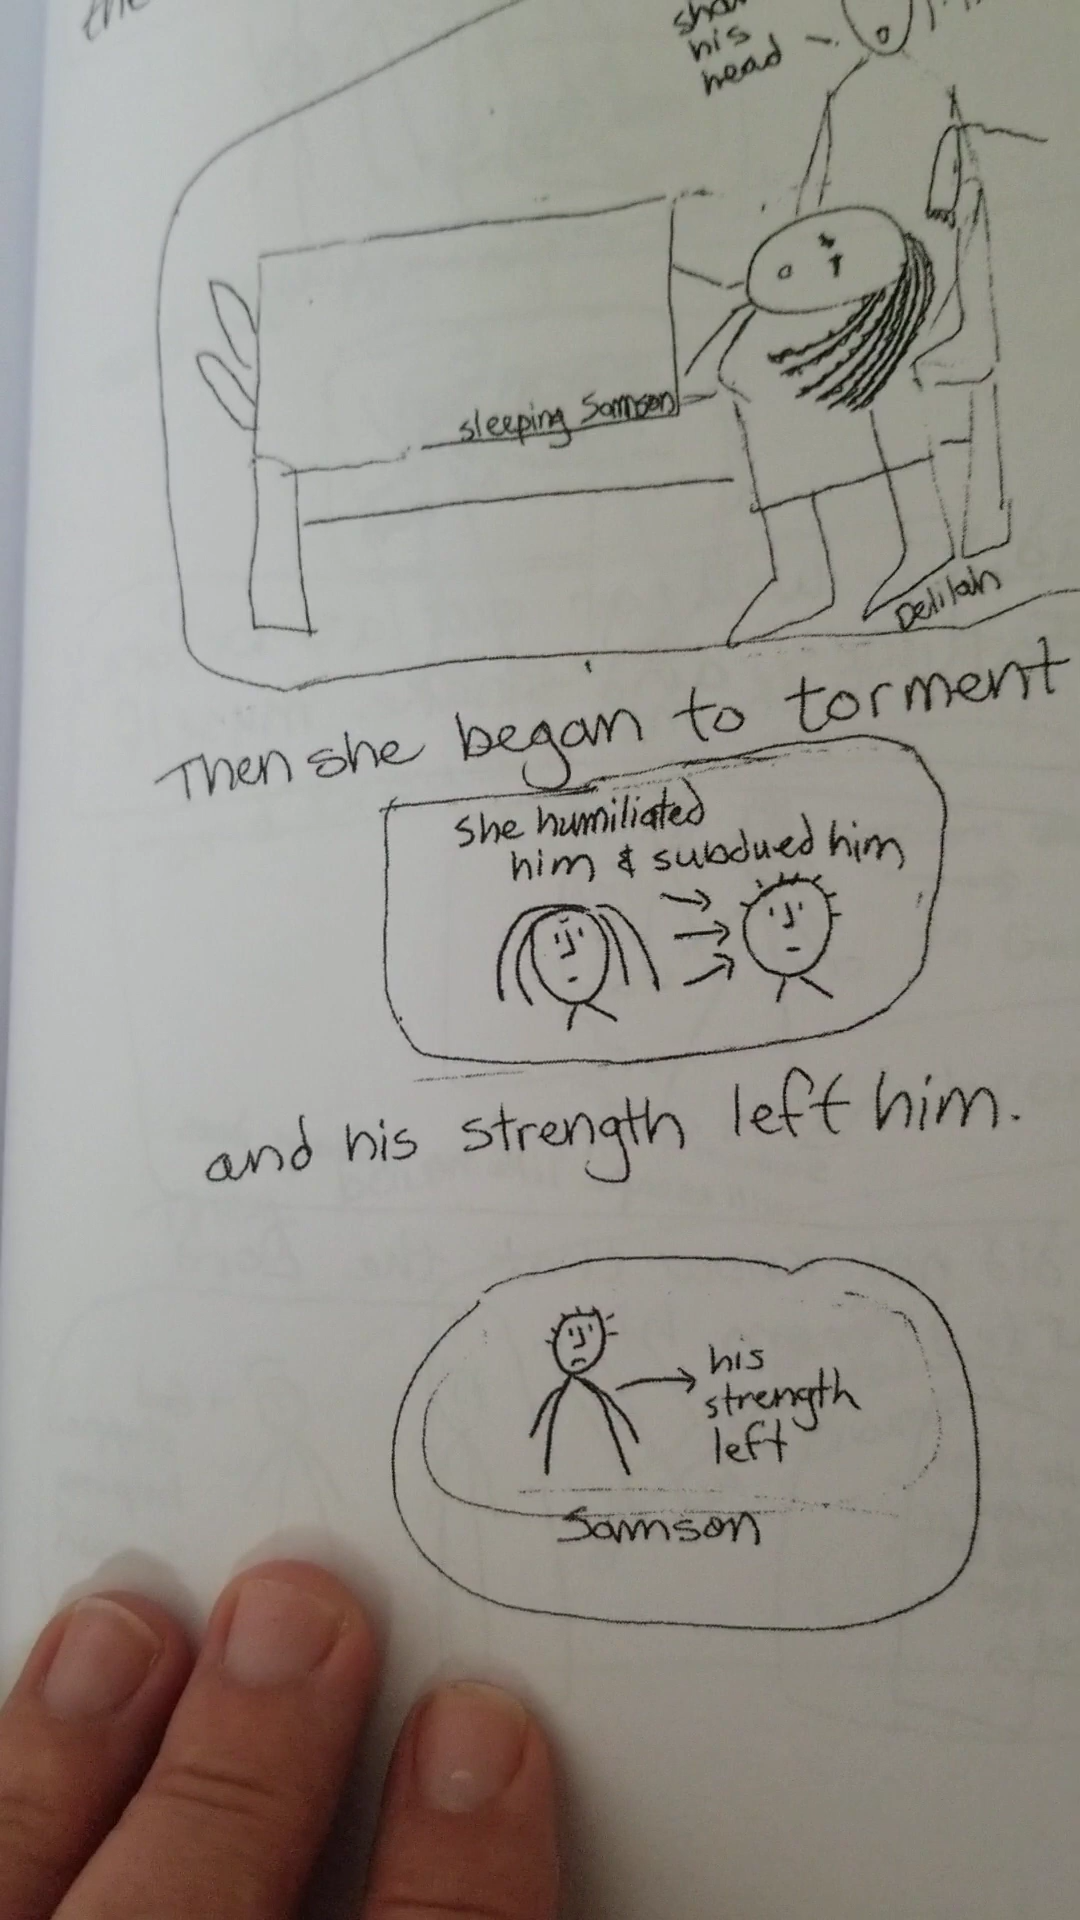 the
his
head
sleeping Samson
Delilah
Then she began to torment
she humiliated
him & subdued him
and his strength left him.
his
strength
left
Samson